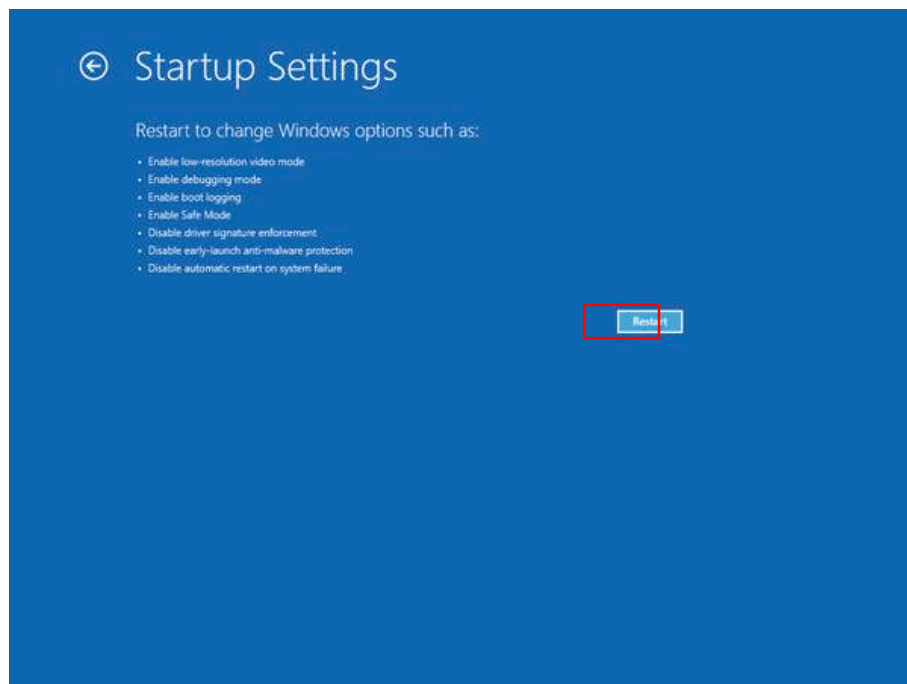 Startup Settings
Restart to change Windows options such as:
• Enable low-resolution video mode
• Enable debugging mode
• Enable boot logging
• Enable Safe Mode
• Disable driver signature enforcement
• Disable early-launch anti-malware protection
• Disable automatic restart on system failure
Restart